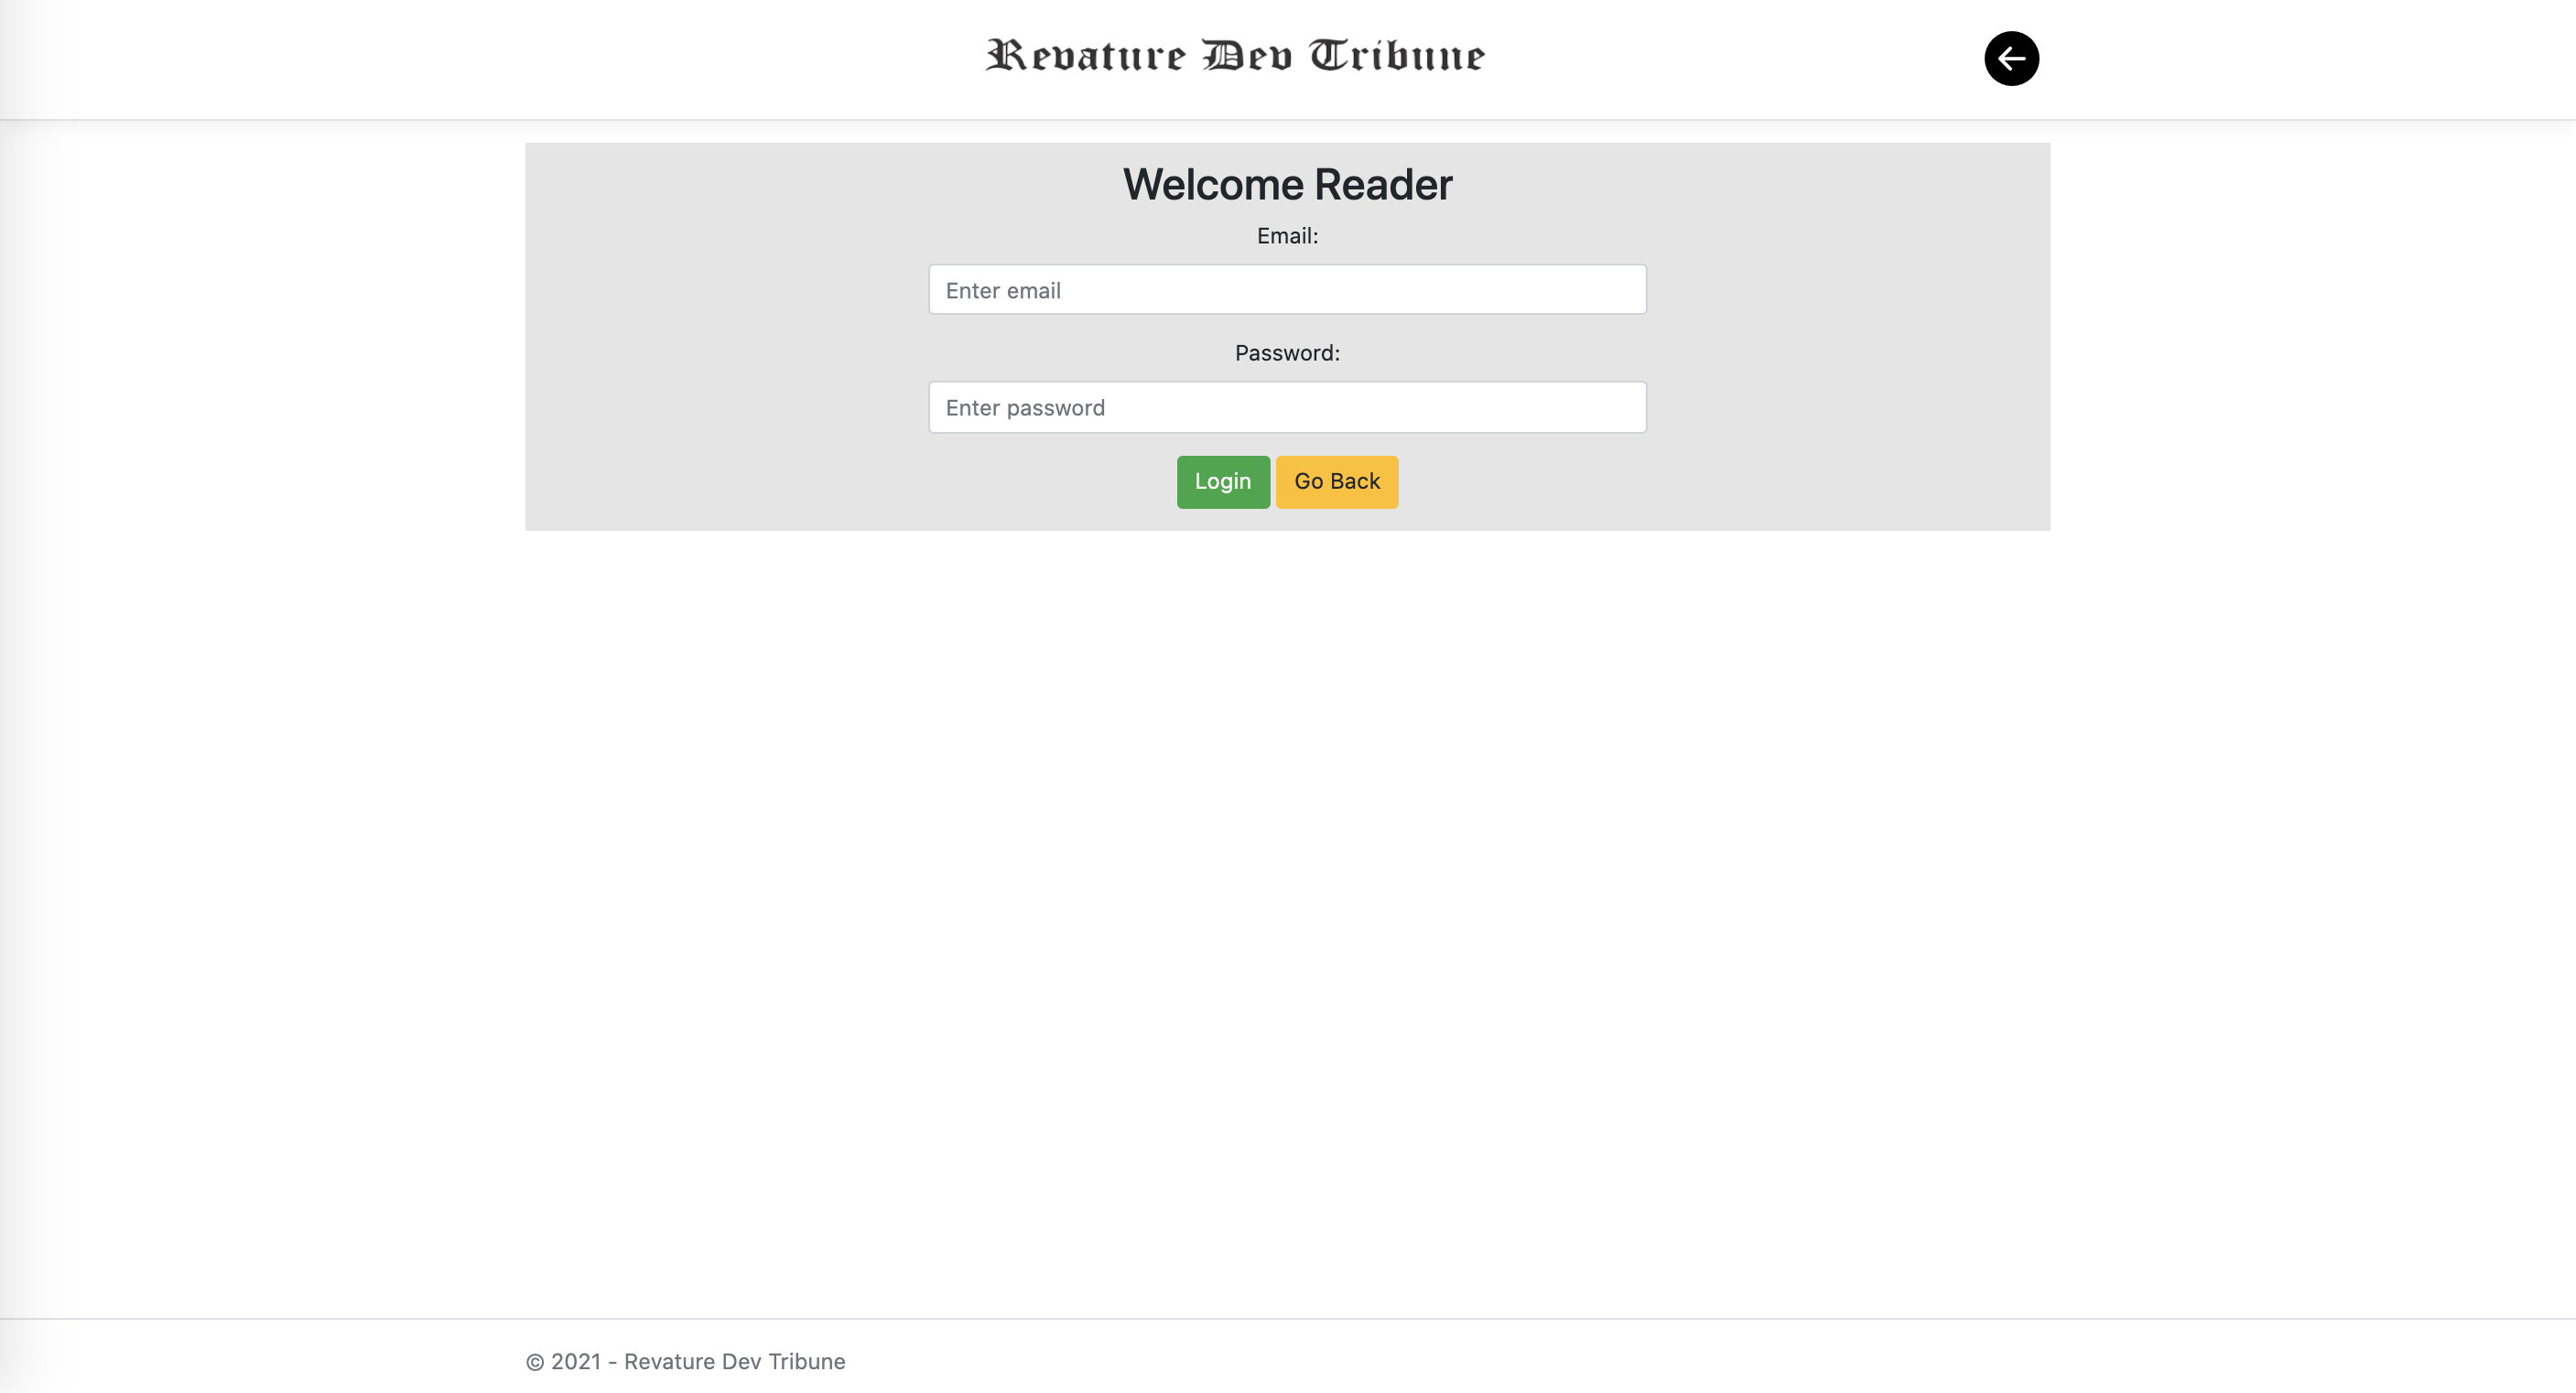 Revature Dev Tribune
Welcome Reader
Email:
Enter email
Password:
Enter password
Login Go Back
© 2021 - Revature Dev Tribune